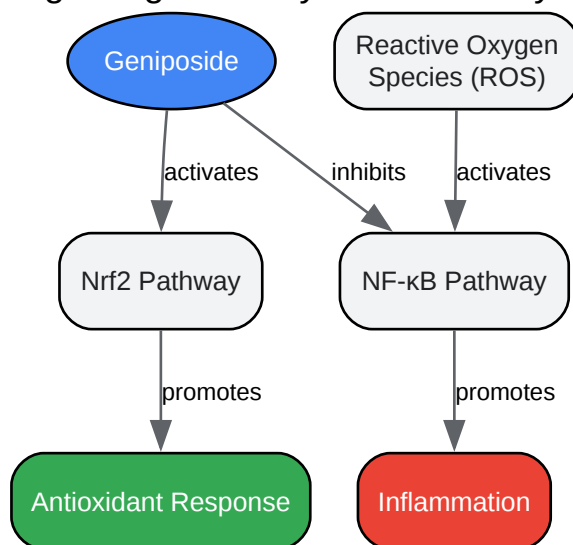 Geniposide
Reactive Oxygen
Species (ROS)
activates
inhibits
activates
Nrf2 Pathway
NF-κB Pathway
promotes
promotes
Antioxidant Response
Inflammation